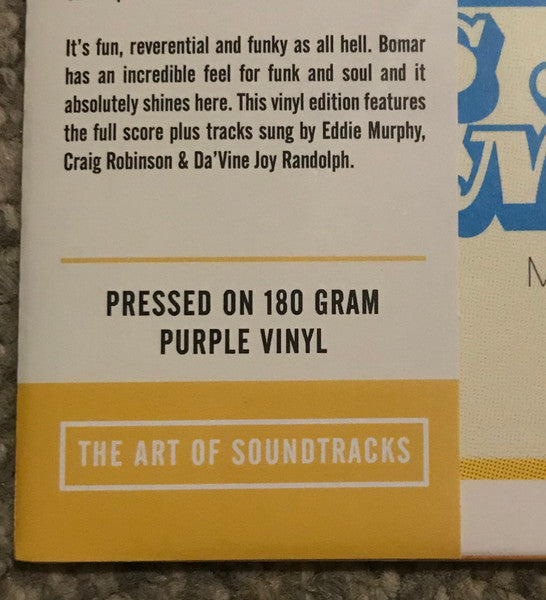 It's fun, reverential and funky as all hell. Bomar
has an incredible feel for funk and soul and it
absolutely shines here. This vinyl edition features
the full score plus tracks sung by Eddie Murphy,
Craig Robinson & Da'Vine Joy Randolph.
PRESSED ON 180 GRAM
PURPLE VINYL
THE ART OF SOUNDTRACKS